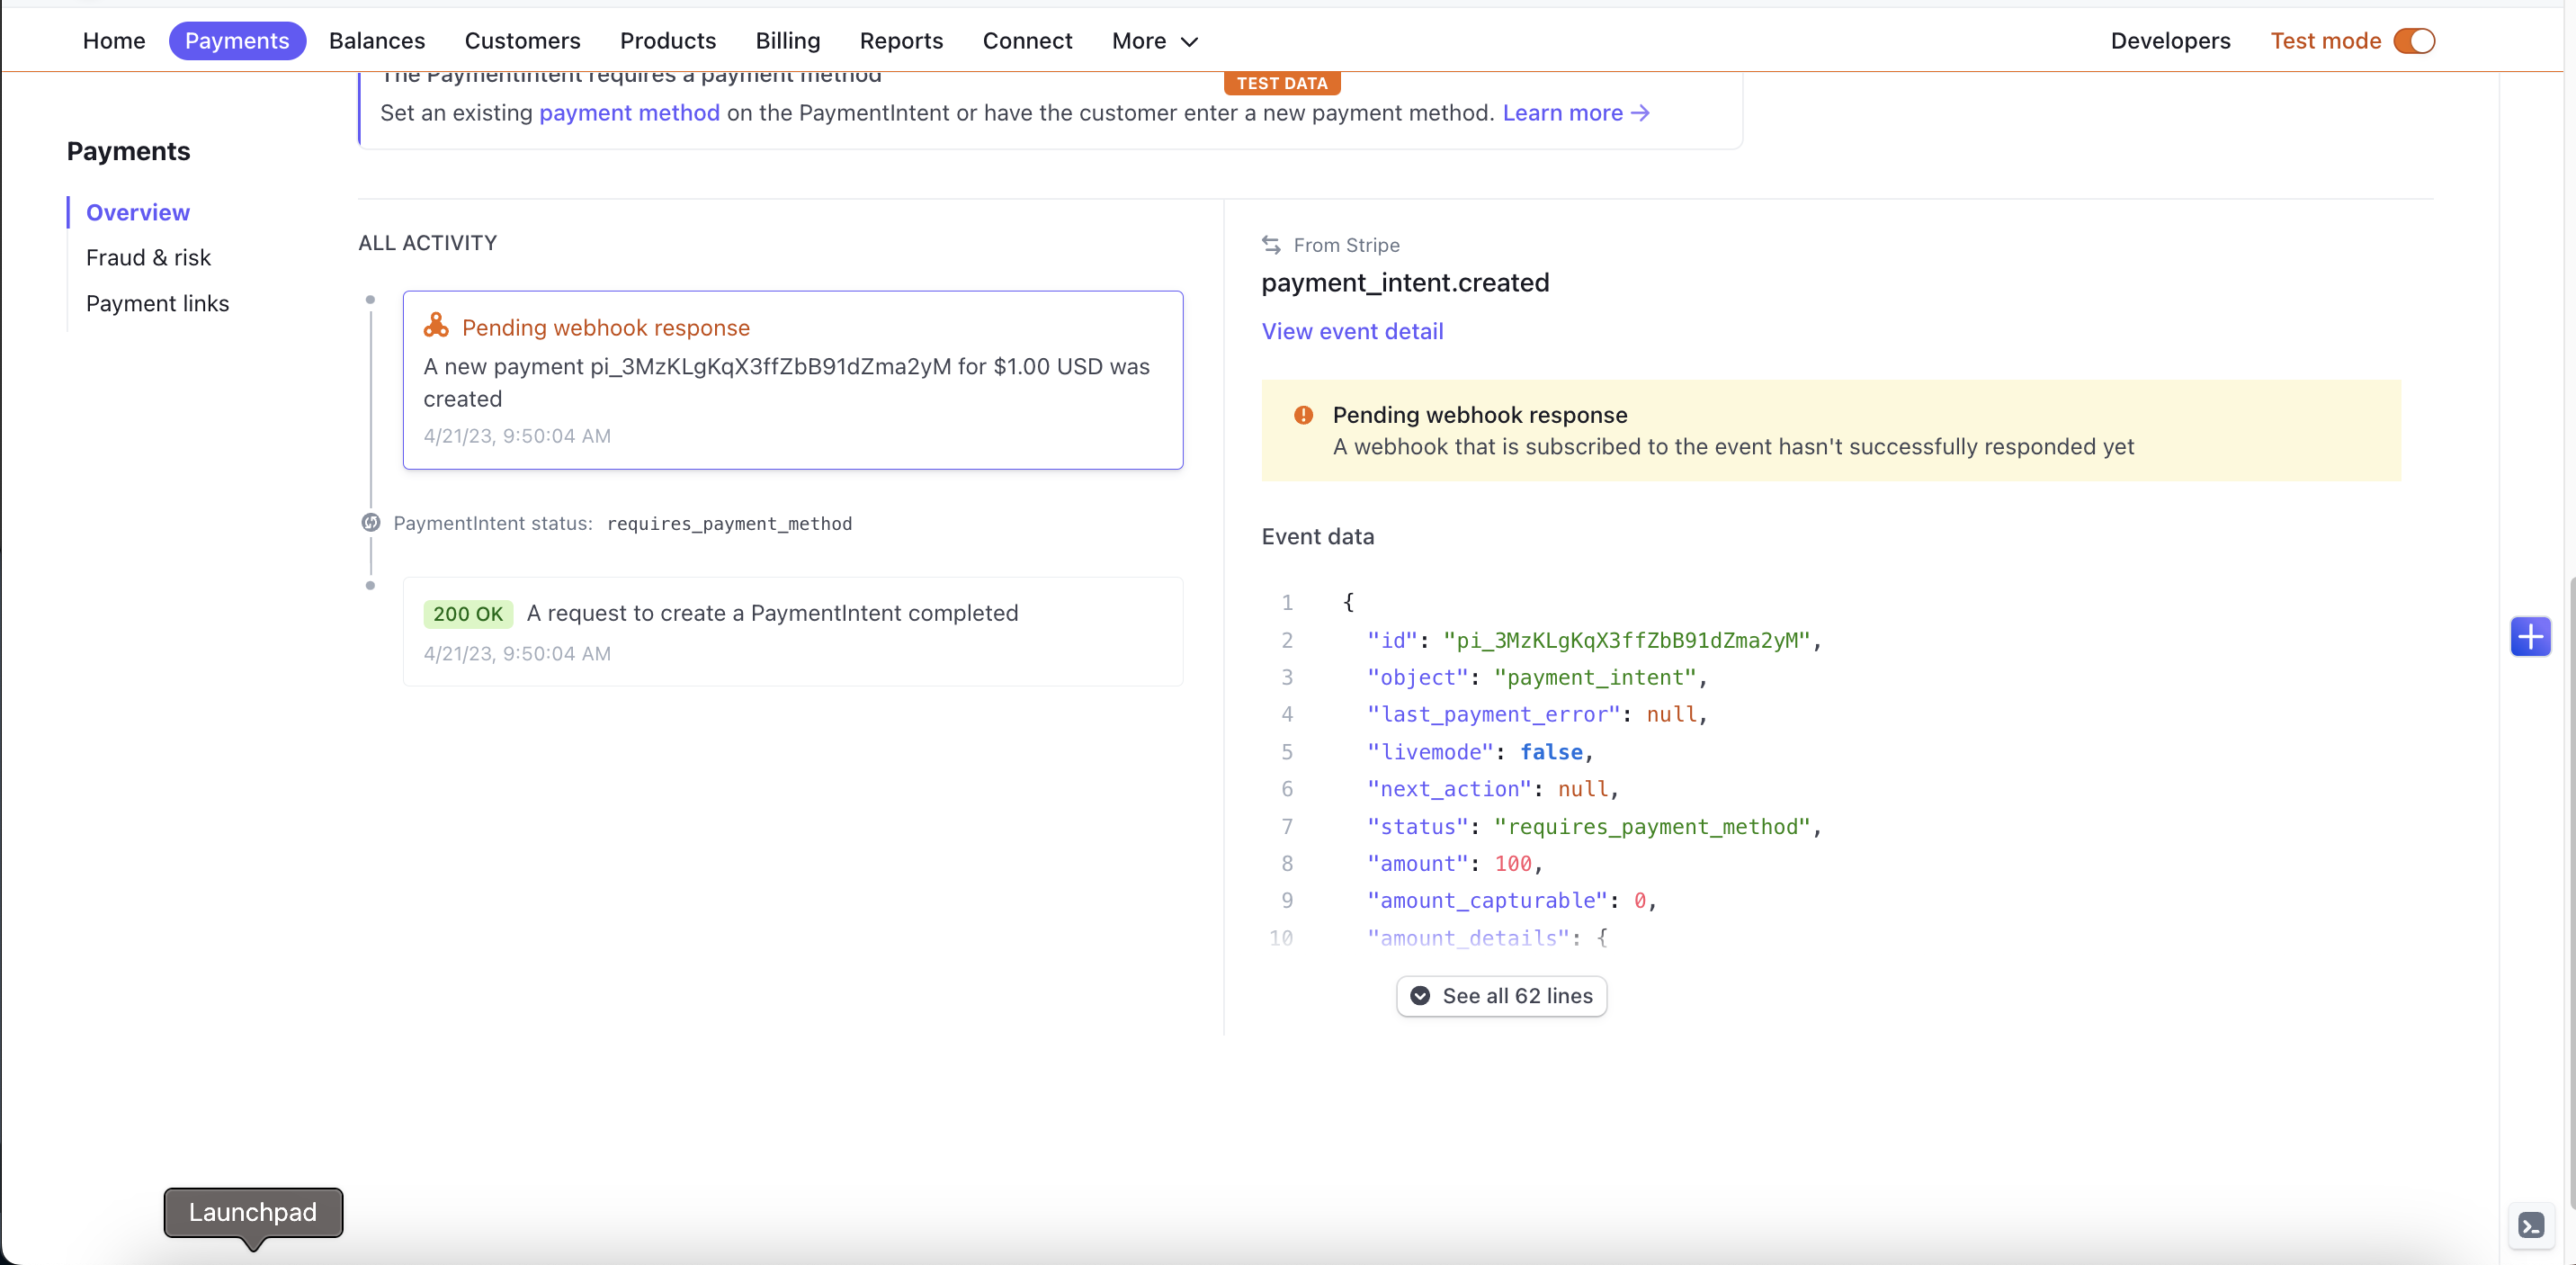 Home Payments Balances Customers Products Billing Reports Connect More Developers Test mode
The PaymentIntent requires a payment method
TEST DATA
Set an existing payment method on the PaymentIntent or have the customer enter a new payment method. Learn more →
Payments
Overview
Fraud & risk
Payment links
ALL ACTIVITY
Pending webhook response
A new payment pi_3MzKLgKqX3ffZbB91dZma2yM for $1.00 USD was
created
4/21/23, 9:50:04 AM
PaymentIntent status: requires_payment_method
200 OK A request to create a PaymentIntent completed
4/21/23, 9:50:04 AM
From Stripe
payment_intent.created
View event detail
Pending webhook response
A webhook that is subscribed to the event hasn't successfully responded yet
Event data
1 {
2 "id": "pi_3MzKLgKqX3ffZbB91dZma2yM",
3 "object": "payment_intent",
4 "last_payment_error": null,
5 "livemode": false,
6 "next_action": null,
7 "status": "requires_payment_method",
8 "amount": 100,
9 "amount_capturable": 0,
10 "amount_details": {
See all 62 lines
Launchpad